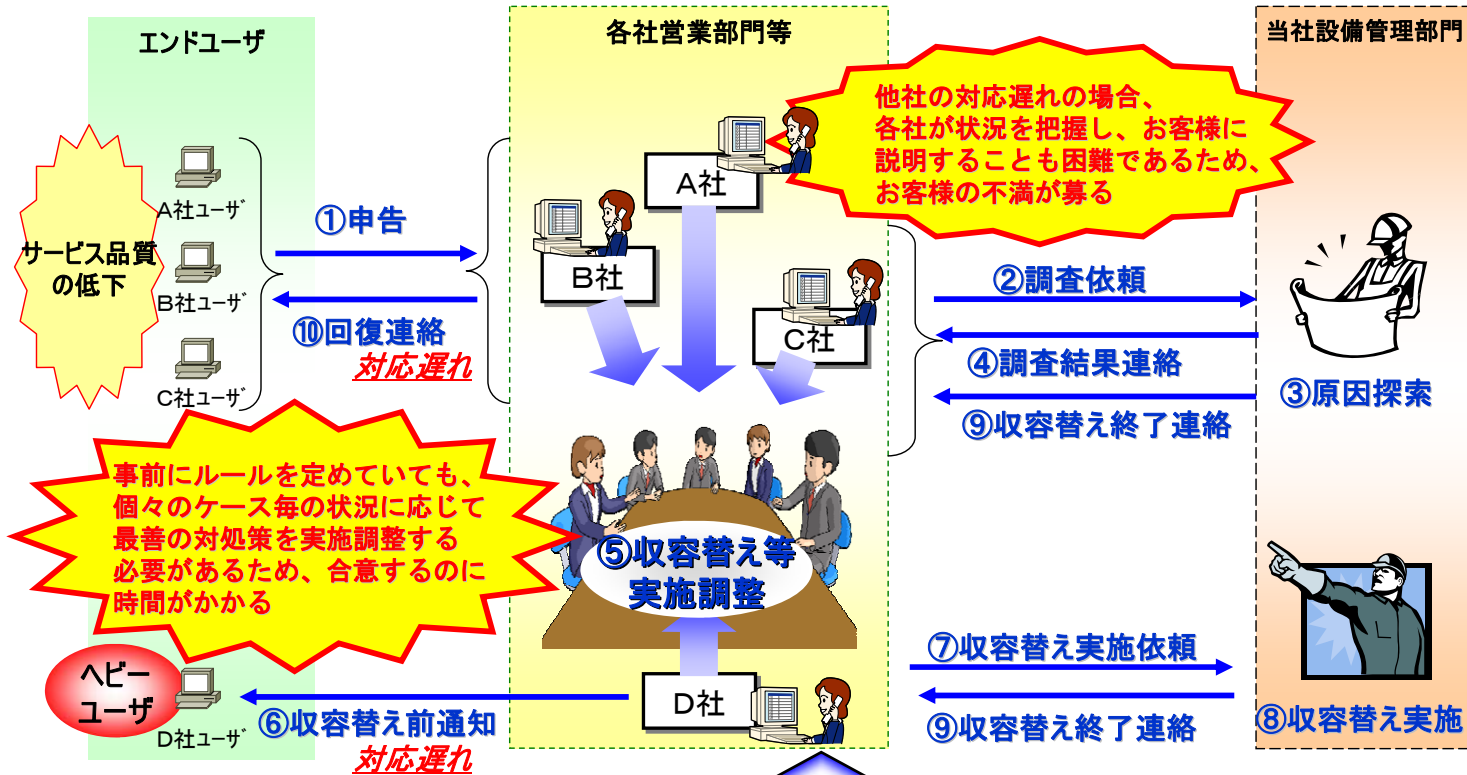 エンドユーザ
各社営業部門等
当社設備管理部門
他社の対応遅れの場合、
各社が状況を把握し、お客様に
説明することも困難であるため、
お客様の不満が募る
A社
A社ユーザ
①申告
サービス品質
の低下
B社
B社ユーザ
②調査依頼
⑩回復連絡
対応遅れ
C社
C社ユーザ
④調査結果連絡
③原因探索
⑨収容替え終了連絡
事前にルールを定めていても、
個々のケース毎の状況に応じて
最善の対処策を実施調整する
必要があるため、合意するのに
時間がかかる
⑤収容替え等
実施調整
⑦収容替え実施依頼
ヘビー
ユーザ
D社
D社ユーザ
⑥収容替え前通知
対応遅れ
⑨収容替え終了連絡
⑧収容替え実施